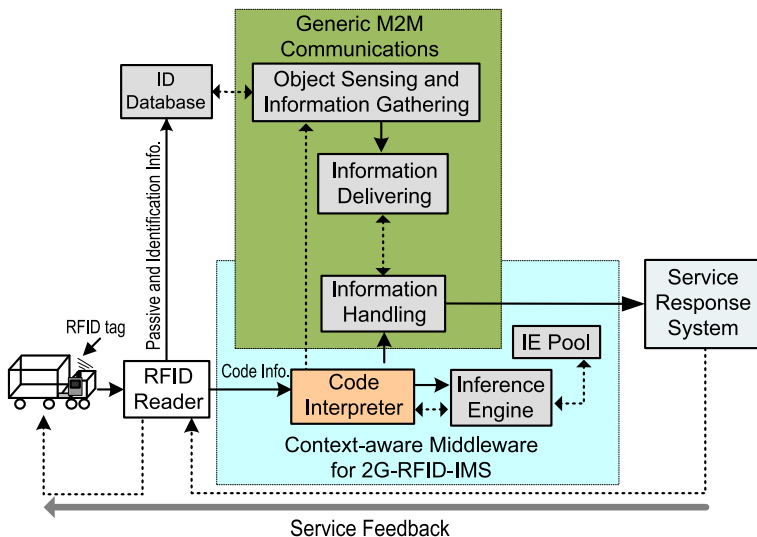 Generic M2M
Communications
Object Sensing and
Information Gathering
ID
Database
Information
Delivering
Passive and Identification Info.
Information
Handling
Service
Response
System
RFID tag
IE Pool
RFID
Reader
Code Info.
Code
Interpreter
Inference
Engine
Context-aware Middleware
for 2G-RFID-IMS
Service Feedback